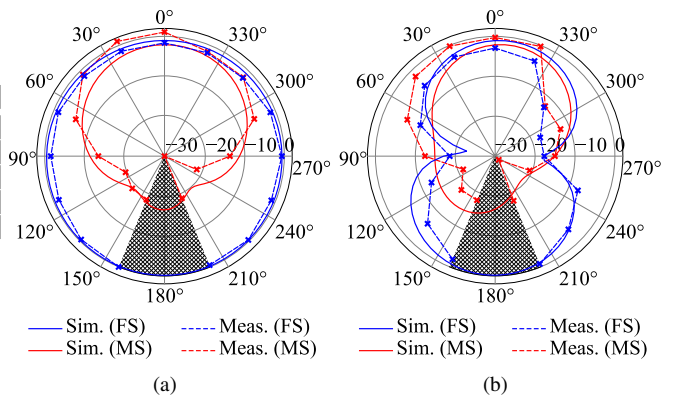 0° 0°
30° 330° 30° 330°
60° 300° 60° 300°
−30 −20 −10 0 −30 −20 −10 0
90° 270° 90° 270°
120° 240° 120° 240°
150° 210° 150° 210°
180° 180°
Sim. (FS) Meas. (FS) Sim. (FS) Meas. (FS)
Sim. (MS) Meas. (MS) Sim. (MS) Meas. (MS)
(a) (b)